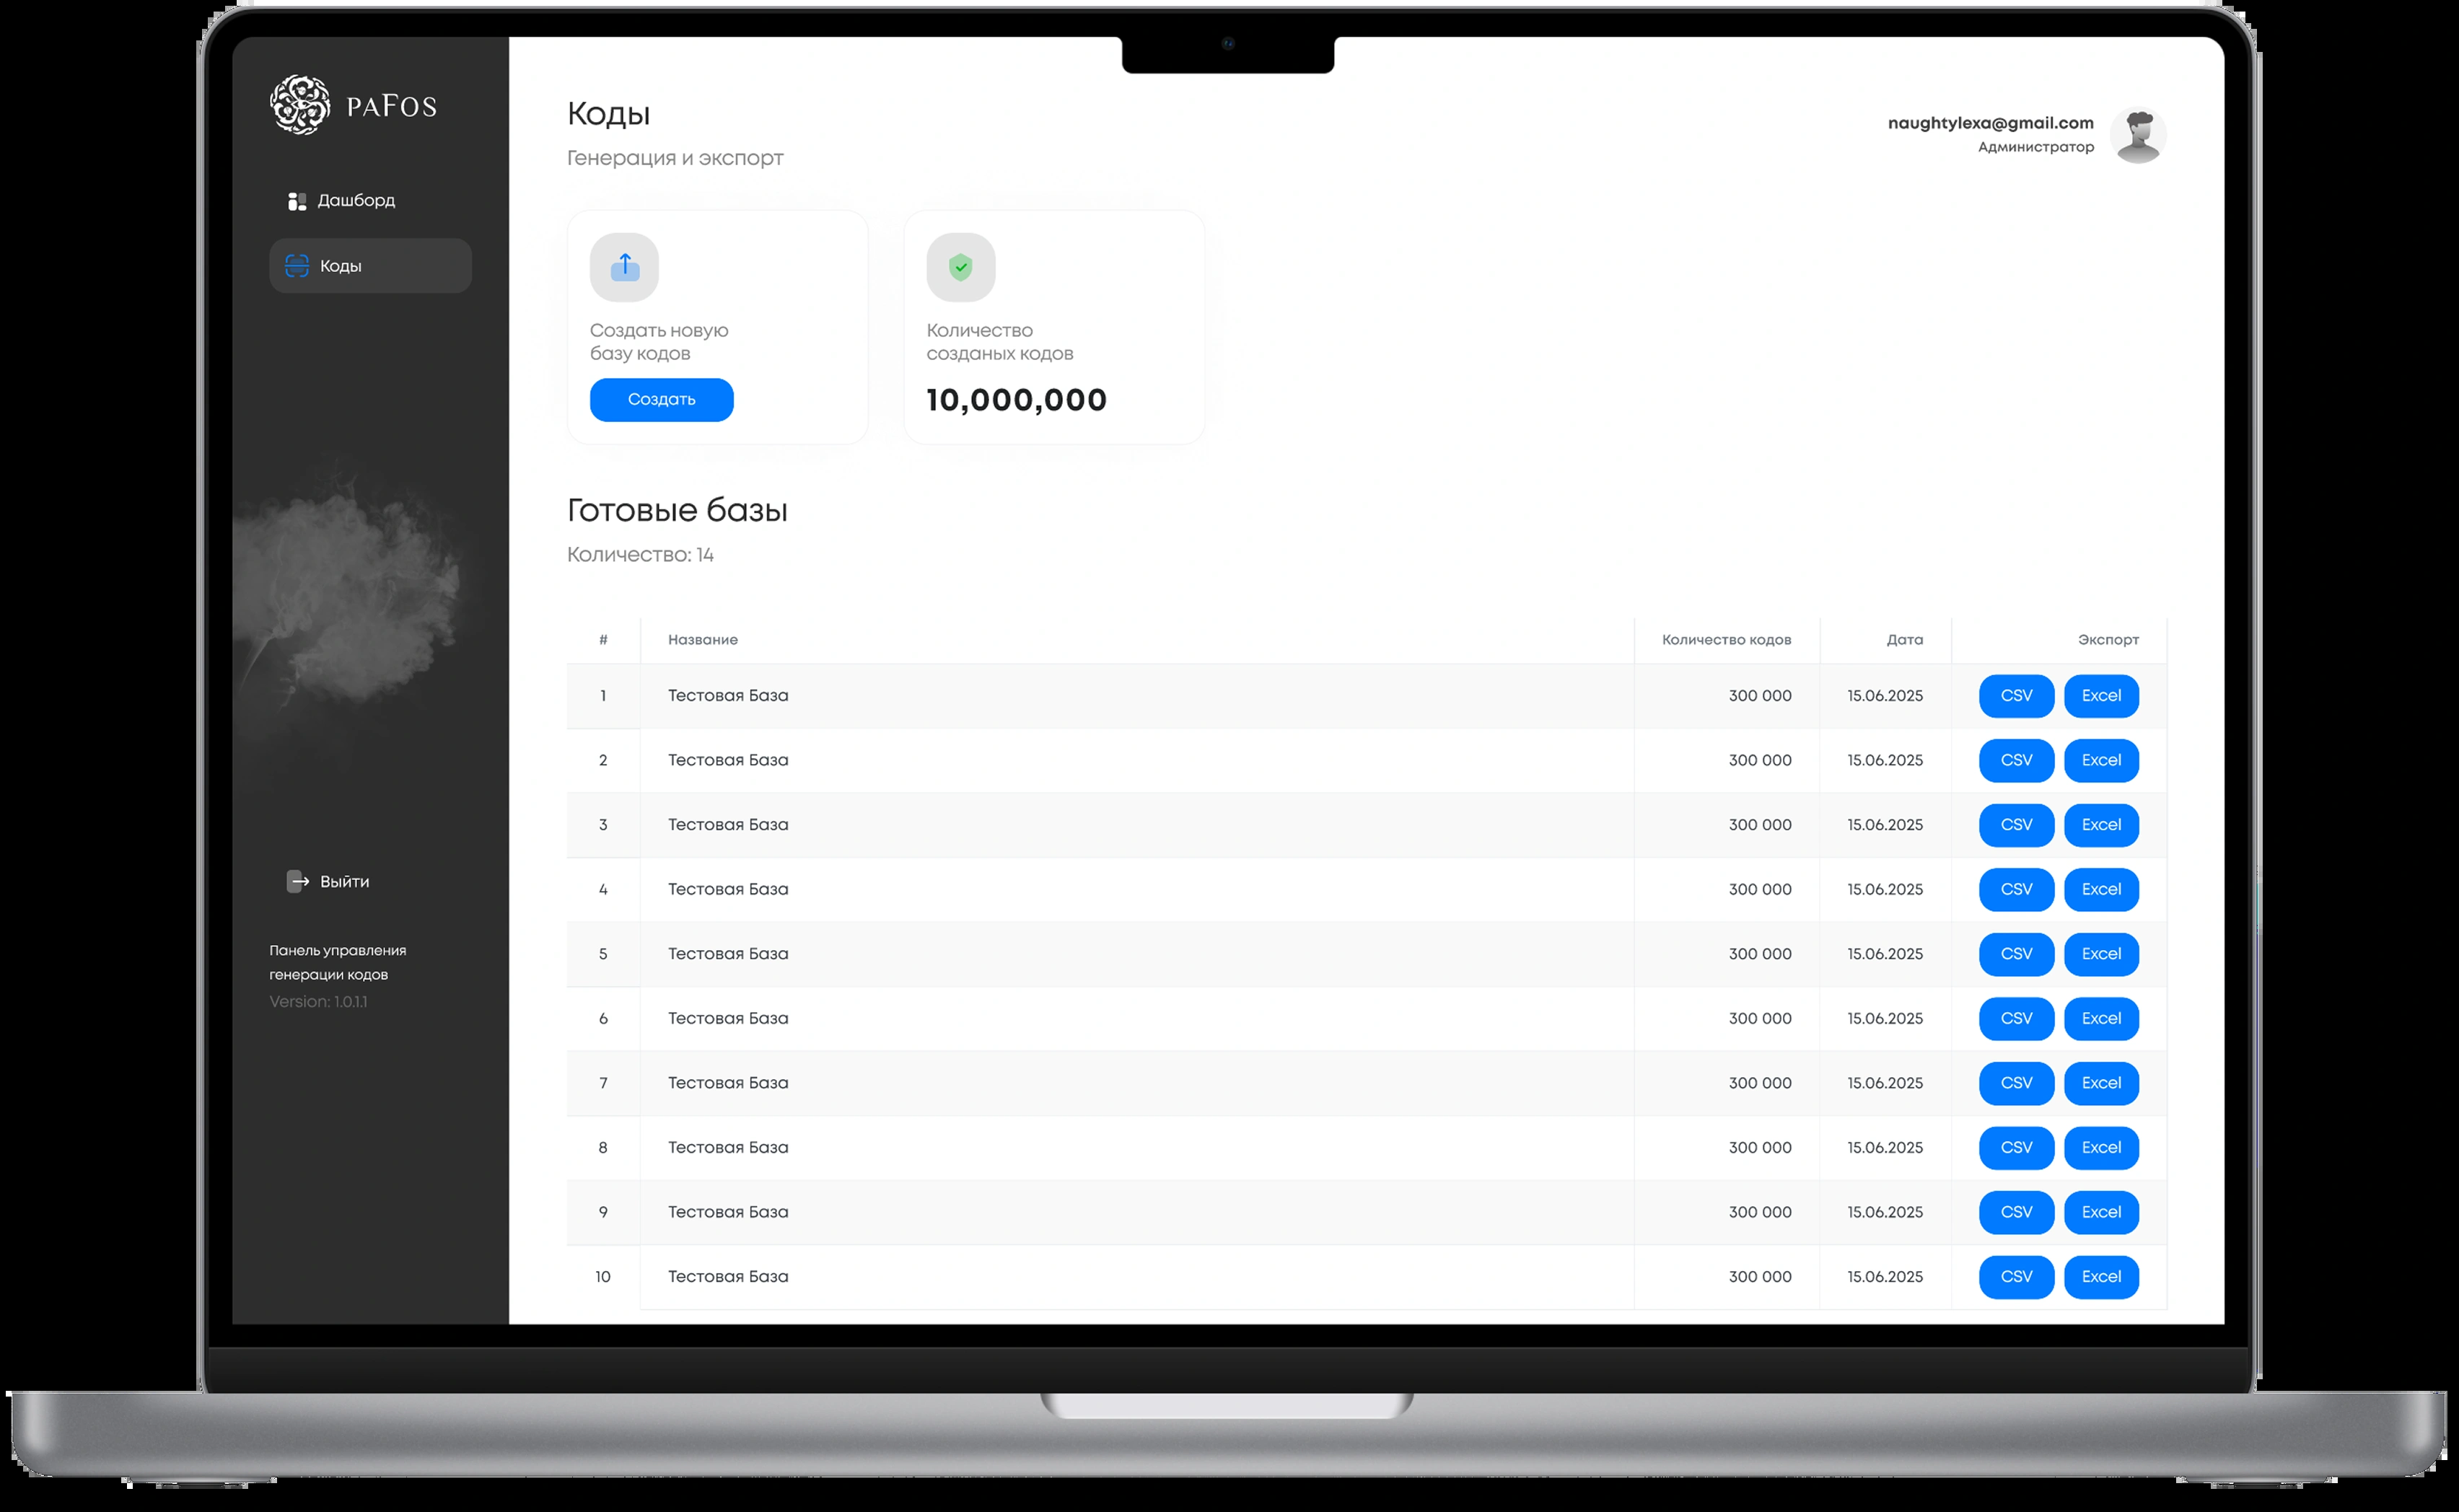 PAFOS
Дашборд
Коды
Выйти
Панель управления
генерации кодов
Version: 1.0.1.1
Коды
Генерация и экспорт
naughtylexa@gmail.com
Администратор
Создать новую
базу кодов
Создать
Количество
созданых кодов
10,000,000
Готовые базы
Количество: 14
# Название Количество кодов Дата Экспорт
1 Тестовая База 300 000 15.06.2025 CSV Excel
2 Тестовая База 300 000 15.06.2025 CSV Excel
3 Тестовая База 300 000 15.06.2025 CSV Excel
4 Тестовая База 300 000 15.06.2025 CSV Excel
5 Тестовая База 300 000 15.06.2025 CSV Excel
6 Тестовая База 300 000 15.06.2025 CSV Excel
7 Тестовая База 300 000 15.06.2025 CSV Excel
8 Тестовая База 300 000 15.06.2025 CSV Excel
9 Тестовая База 300 000 15.06.2025 CSV Excel
10 Тестовая База 300 000 15.06.2025 CSV Excel